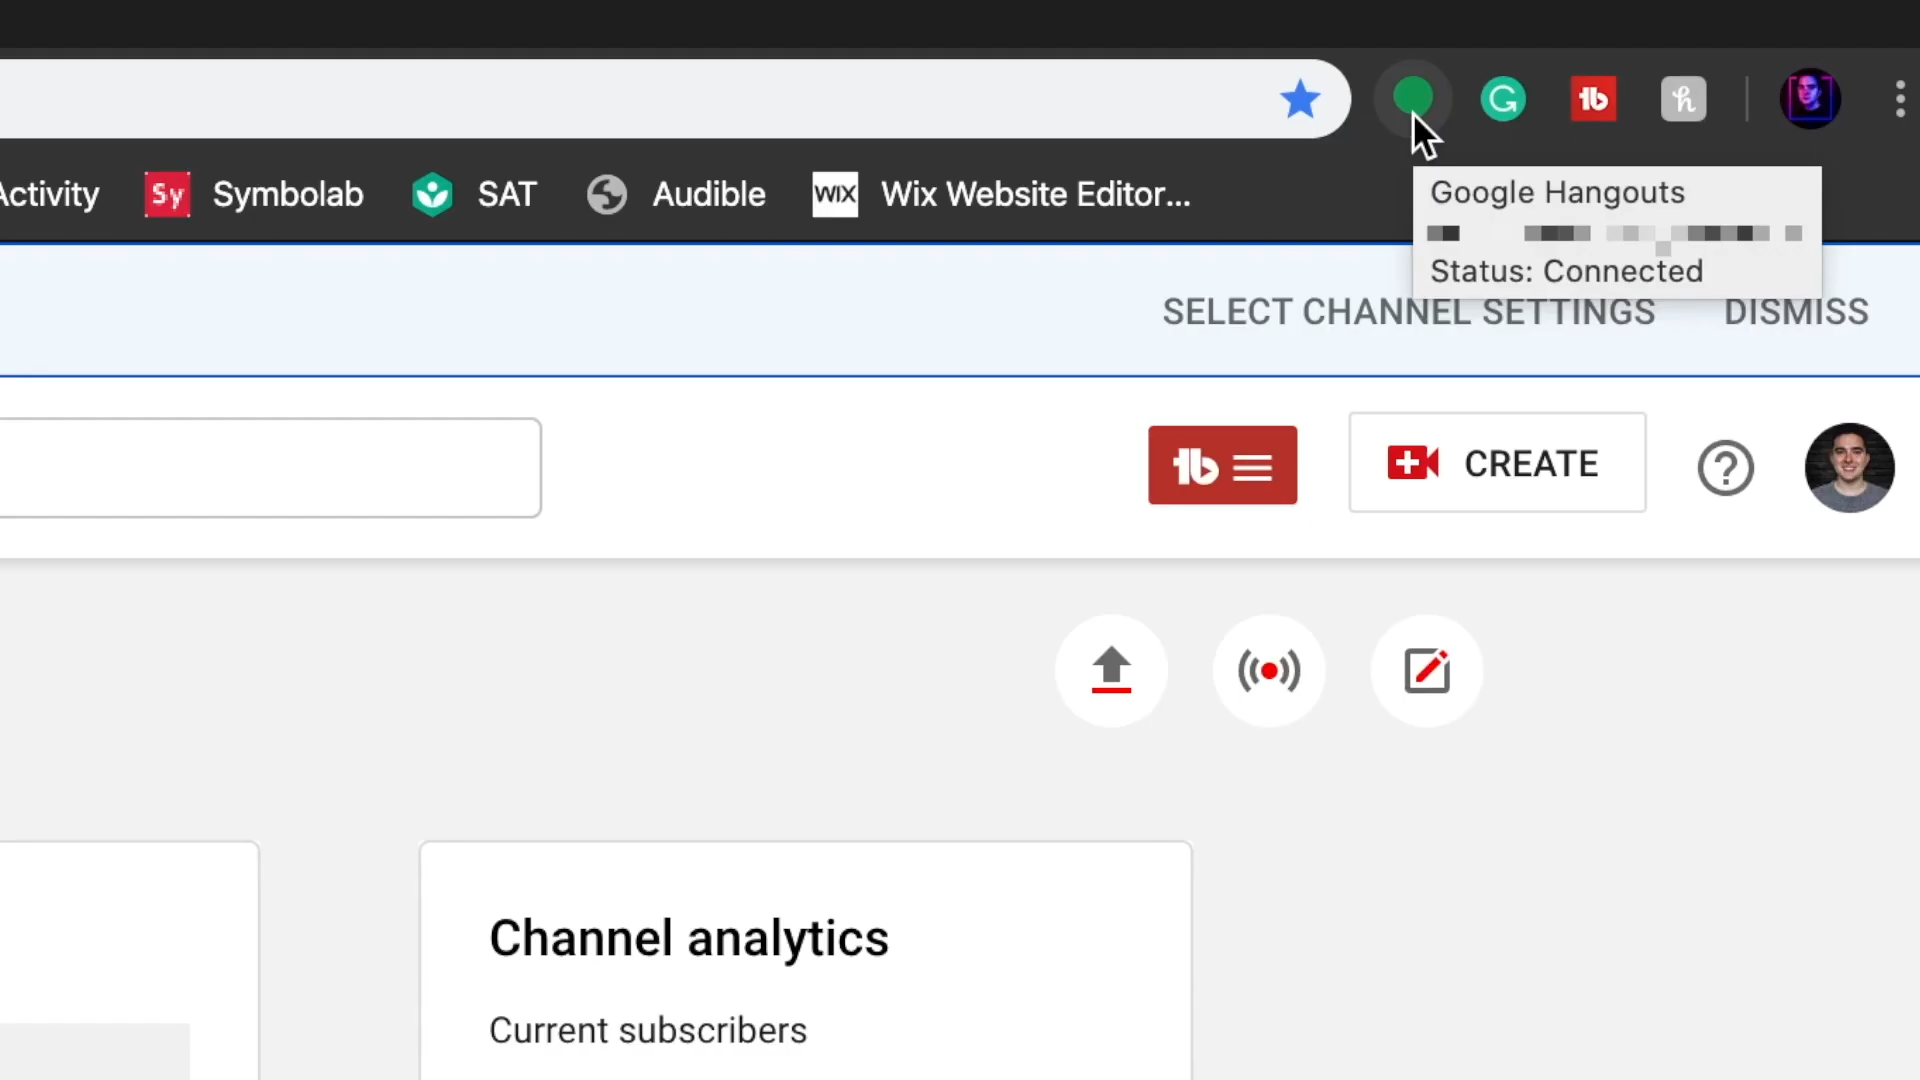 Activity Sy Symbolab SAT Audible WIX Wix Website Editor...
Google Hangouts
Status: Connected
SELECT CHANNEL SETTINGS DISMISS
CREATE
Channel analytics
Current subscribers